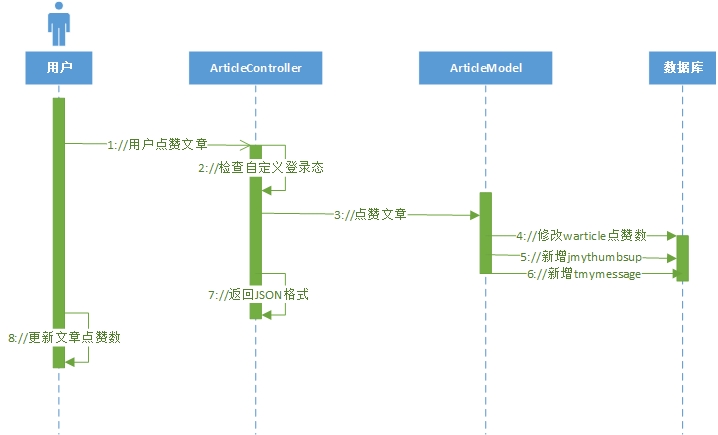 用户
ArticleController
ArticleModel
数据库
1://用户点赞文章
2://检查自定义登录态
3://点赞文章
4://修改warticle点赞数
5://新增jmythumbsup
6://新增tmymessage
7://返回JSON格式
8://更新文章点赞数